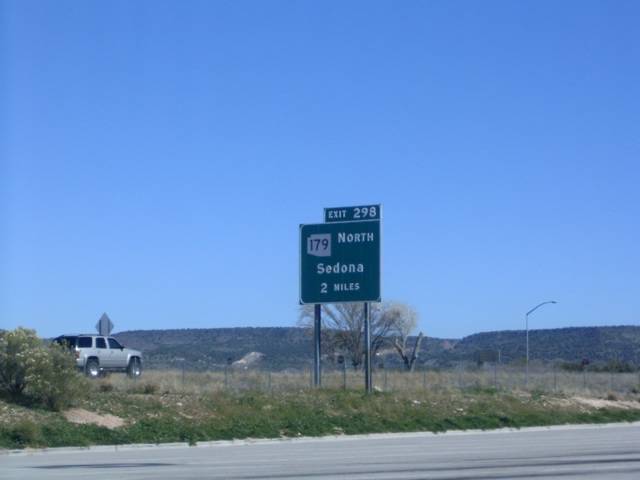 EXIT 298
179 NORTH
Sedona
2 MILES